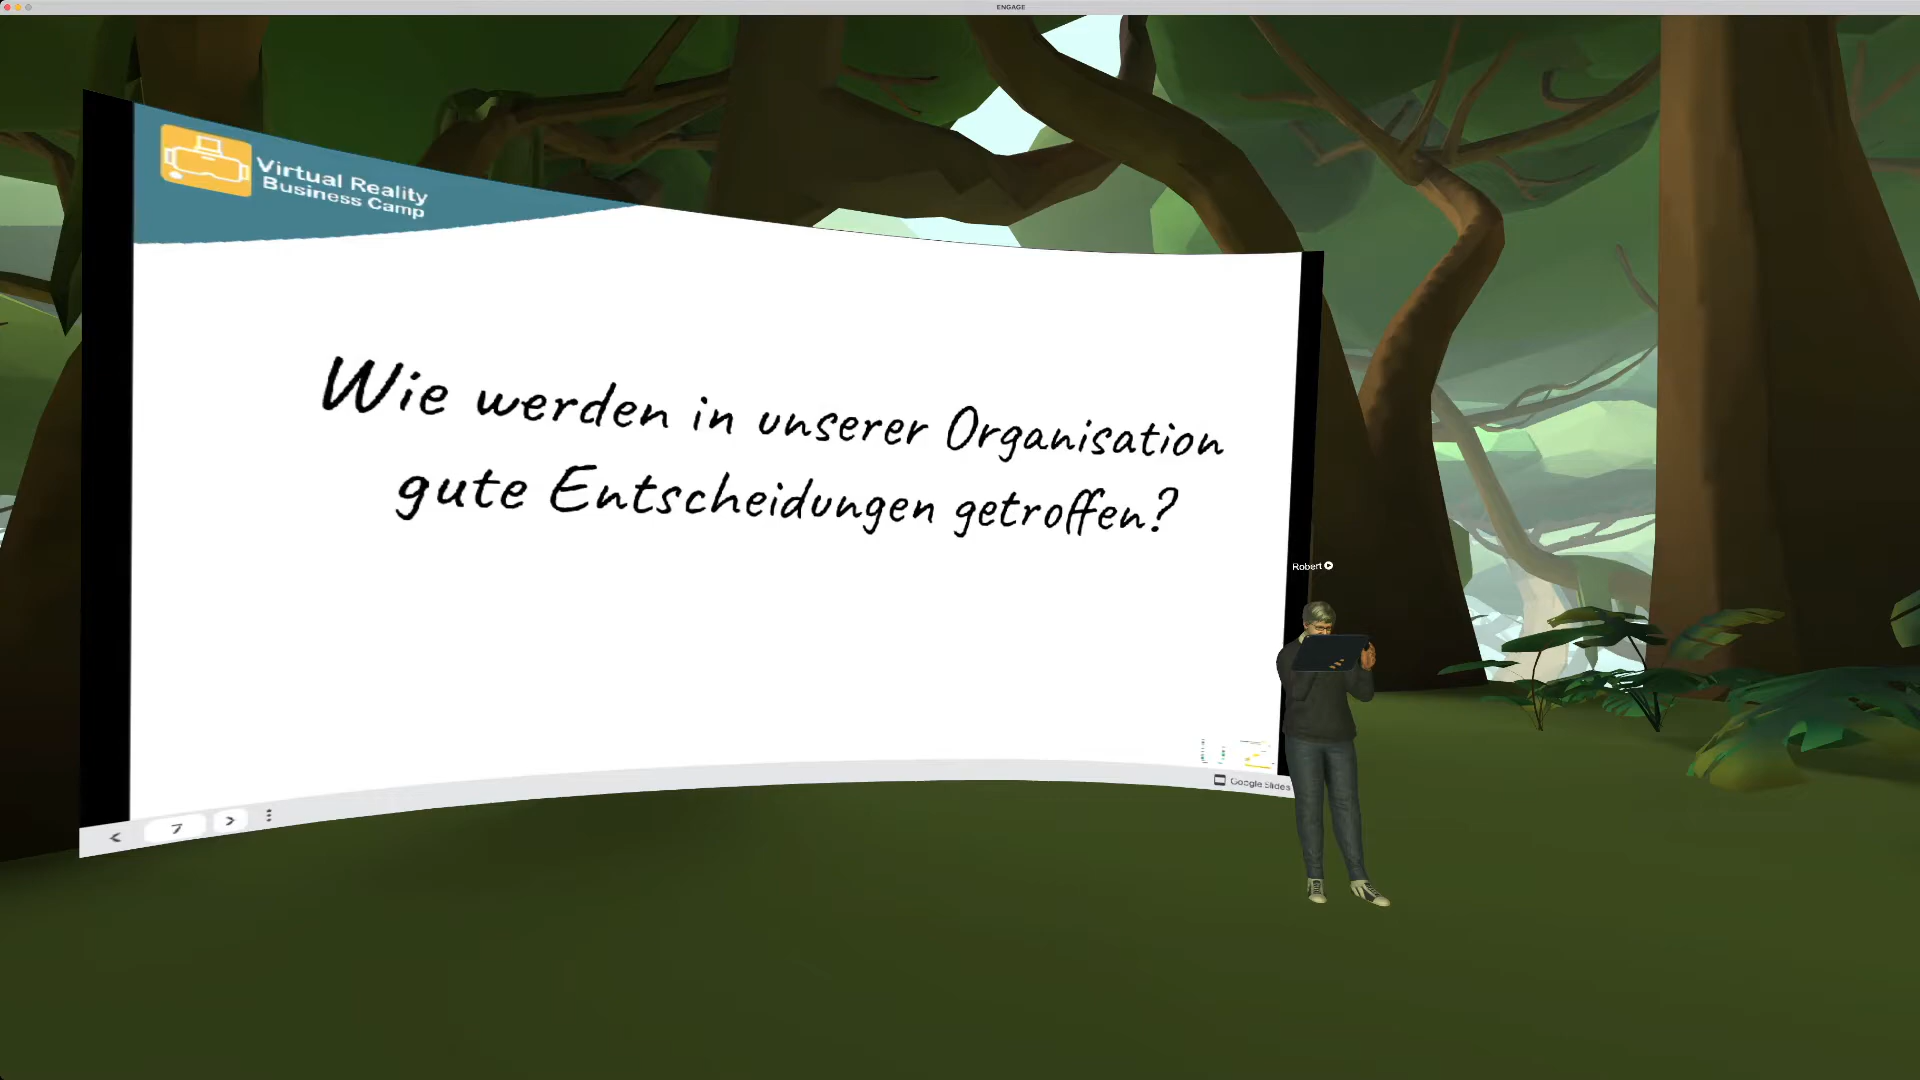 ENGAGE
Virtual Reality
Business Camp
Wie werden in unserer Organisation
gute Entscheidungen getroffen?
Robert
Google Slides
7